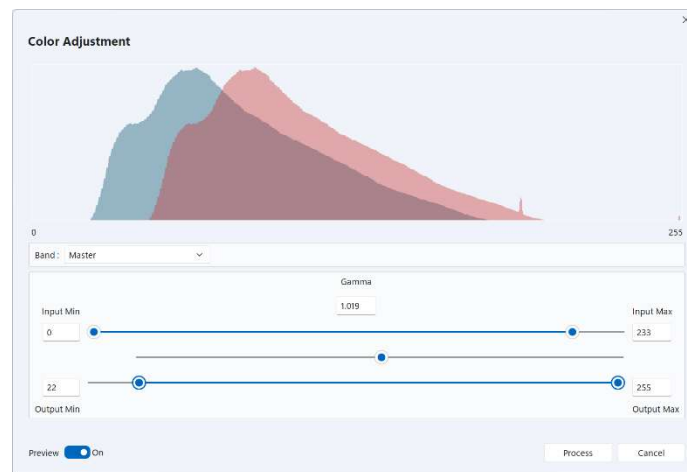 Color Adjustment
0 255
Band: Master
Gamma
1.019
Input Min Input Max
0 233
22 255
Output Min Output Max
Preview On Process Cancel